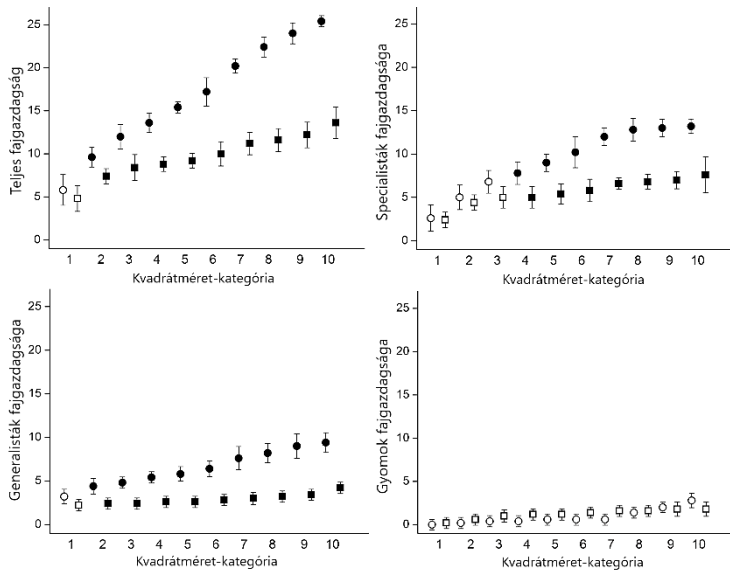 Teljes fajgazdagság
25
20
15
10
5
0
1 2 3 4 5 6 7 8 9 10
Kvadrátméret-kategória
Specialisták fajgazdagsága
25
20
15
10
5
0
1 2 3 4 5 6 7 8 9 10
Kvadrátméret-kategória
Generalisták fajgazdagsága
25
20
15
10
5
0
1 2 3 4 5 6 7 8 9 10
Kvadrátméret-kategória
Gyomok fajgazdagsága
25
20
15
10
5
0
1 2 3 4 5 6 7 8 9 10
Kvadrátméret-kategória